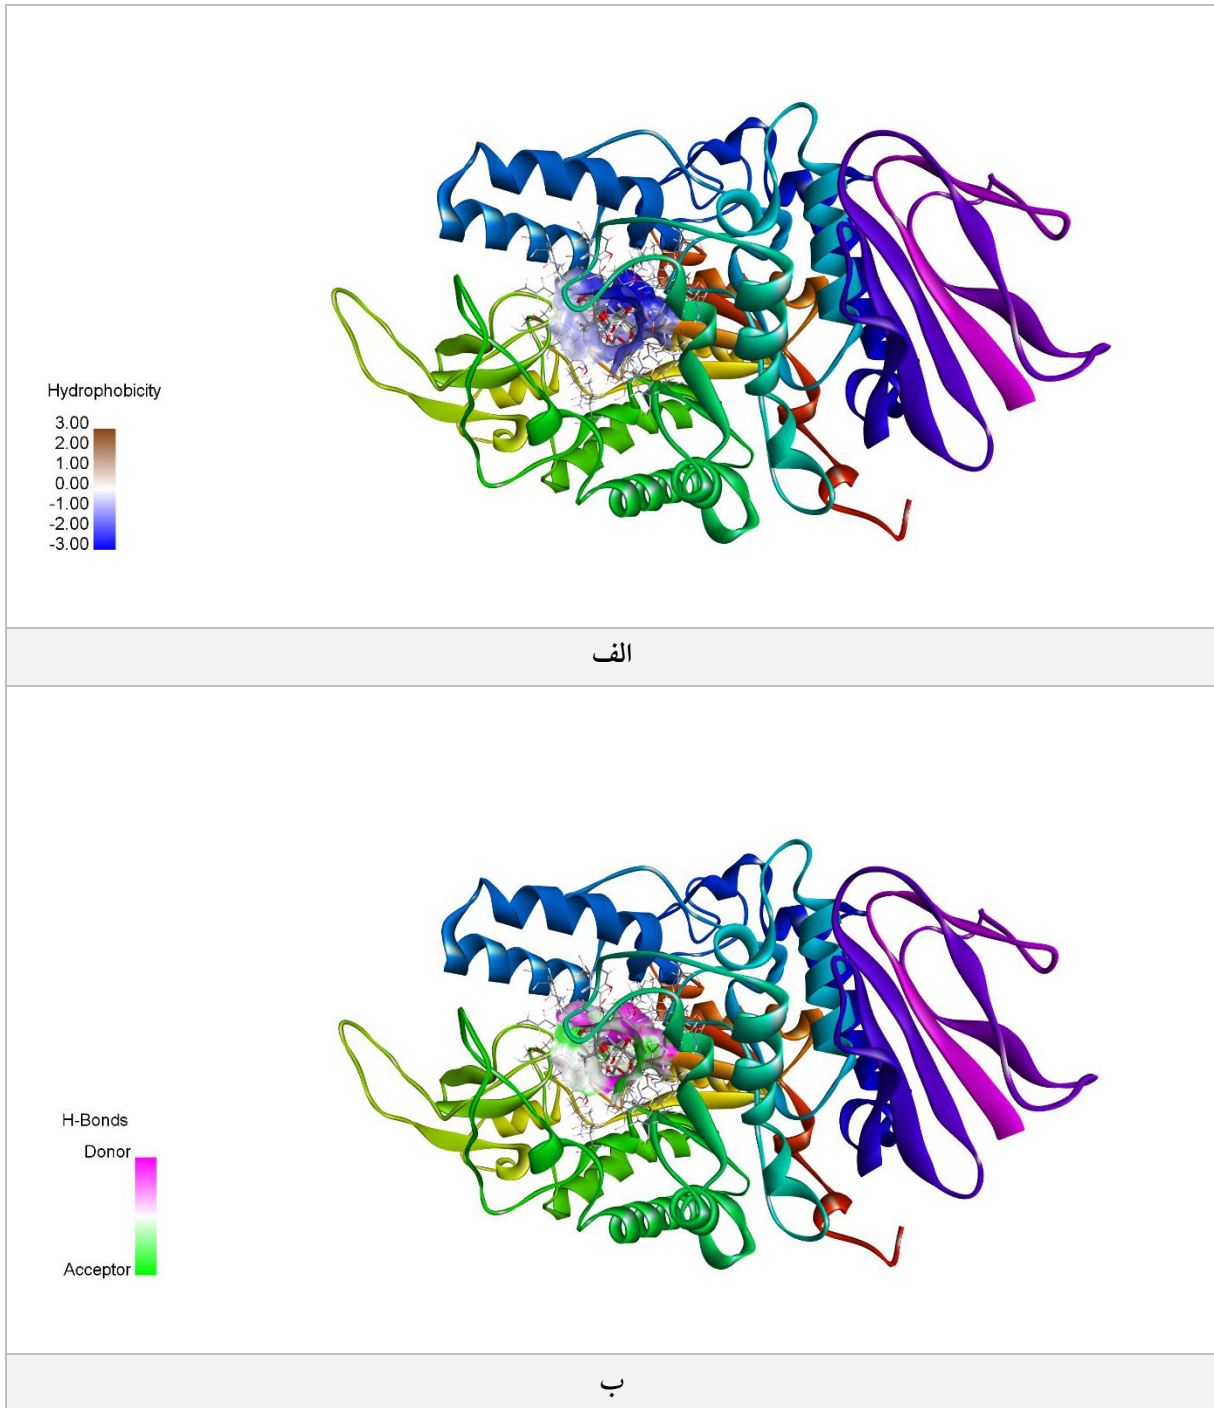 Hydrophobicity
3.00
2.00
1.00
0.00
-1.00
-2.00
-3.00
الف
H-Bonds
Donor
Acceptor
ب